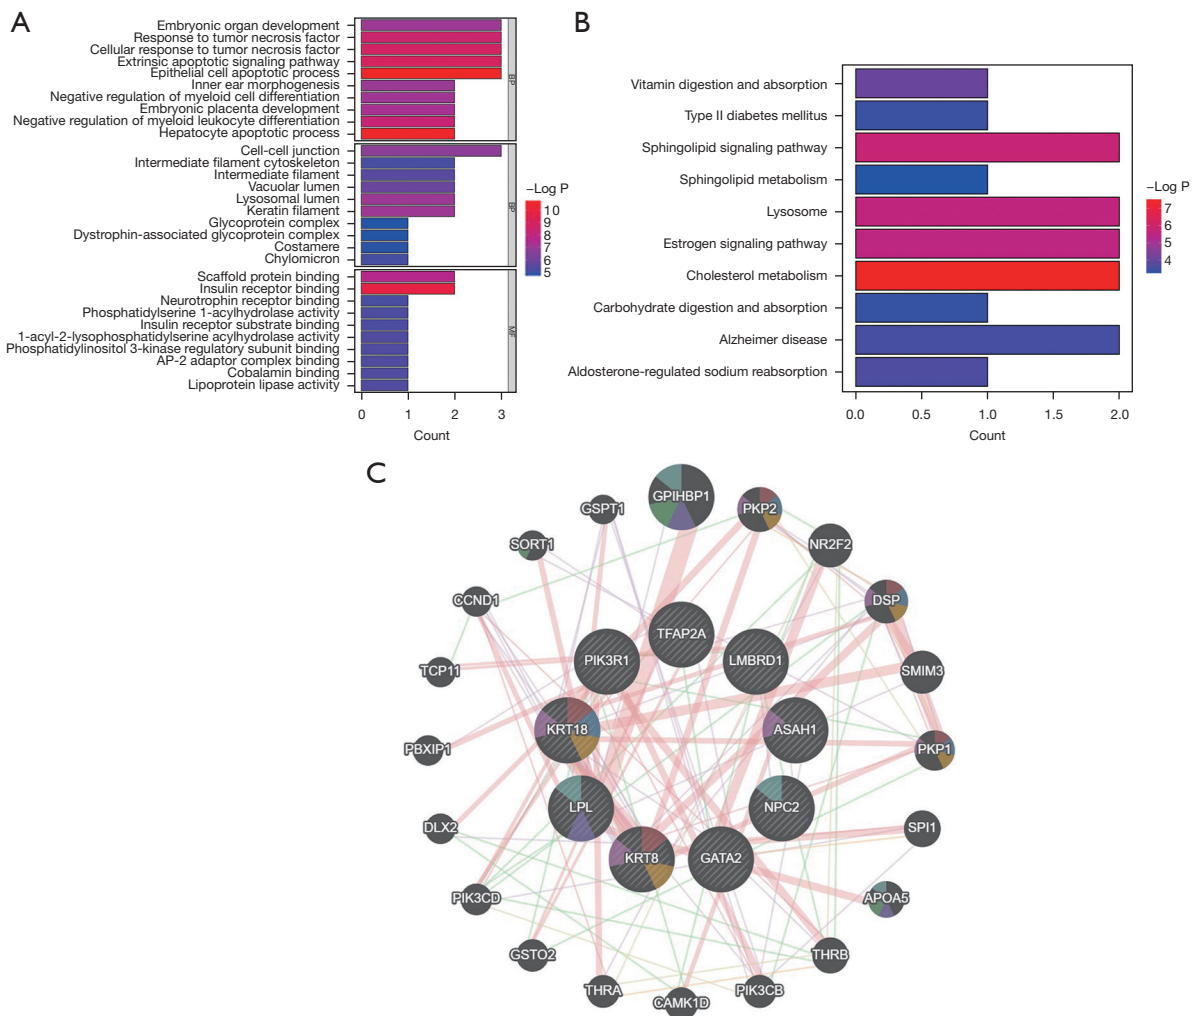 A
Embryonic organ development
Response to tumor necrosis factor
Cellular response to tumor necrosis factor
Extrinsic apoptotic signaling pathway
Epithelial cell apoptotic process
Inner ear morphogenesis
Negative regulation of myeloid cell differentiation
Embryonic placenta development
Negative regulation of myeloid leukocyte differentiation
Hepatocyte apoptotic process
BP
Cell-cell junction
Intermediate filament cytoskeleton
Intermediate filament
Vacuolar lumen
Lysosomal lumen
Keratin filament
Glycoprotein complex
Dystrophin-associated glycoprotein complex
Costamere
Chylomicron
BP
Scaffold protein binding
Insulin receptor binding
Neurotrophin receptor binding
Phosphatidylserine 1-acylhydrolase activity
Insulin receptor substrate binding
1-acyl-2-lysophosphatidylserine acylhydrolase activity
Phosphatidylinositol 3-kinase regulatory subunit binding
AP-2 adaptor complex binding
Cobalamin binding
Lipoprotein lipase activity
MF
0 1 2 3
Count
−Log P
10
9
8
7
6
5
B
Vitamin digestion and absorption
Type II diabetes mellitus
Sphingolipid signaling pathway
Sphingolipid metabolism
Lysosome
Estrogen signaling pathway
Cholesterol metabolism
Carbohydrate digestion and absorption
Alzheimer disease
Aldosterone-regulated sodium reabsorption
0.0 0.5 1.0 1.5 2.0
Count
−Log P
7
6
5
4
C
GPIHBP1
GSPT1
PKP2
SORT1
NR2F2
CCND1
DSP
TFAP2A
PIK3R1
LMBRD1
TCP11
SMIM3
KRT18
ASAH1
PBXIP1
PKP1
LPL
NPC2
DLX2
SPI1
KRT8
GATA2
PIK3CD
APOA5
GSTO2
THRB
THRA
PIK3CB
CAMK1D